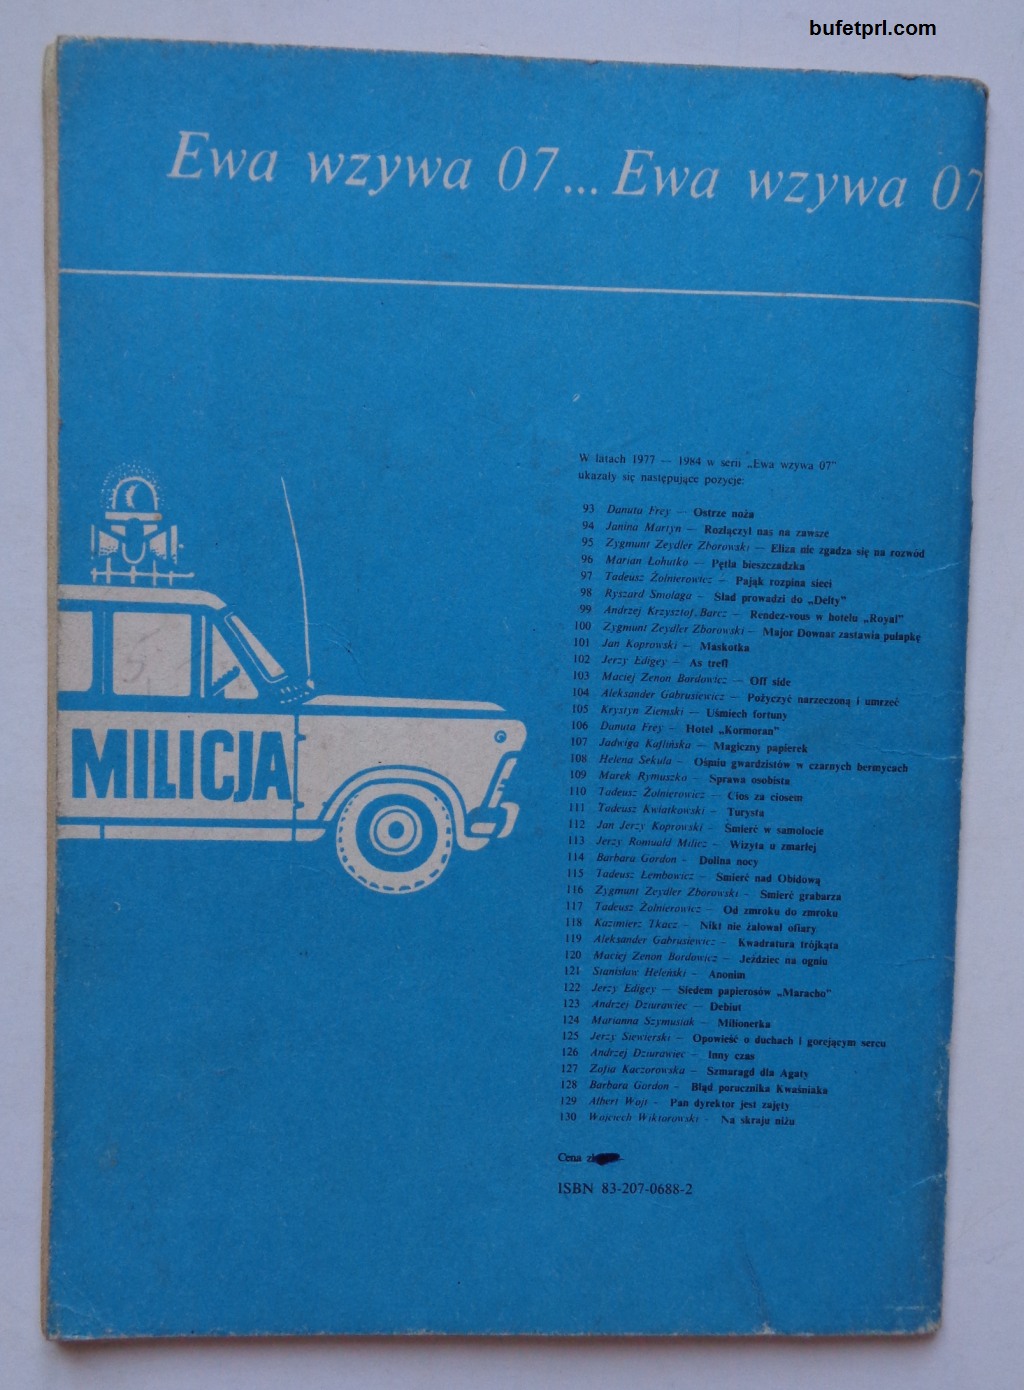 bufetprl.com
Ewa wzywa 07... Ewa wzywa 07
MILICJA
W latach 1977 — 1984 w serii „Ewa wzywa 07”
ukazały się następujące pozycje:
93 Danuta Frey — Ostrze noża
94 Janina Martyn — Rozłączył nas na zawsze
95 Zygmunt Zeydler Zborowski — Eliza nie zgadza się na rozwód
96 Marian Łohutko — Pętla bieszczadzka
97 Tadeusz Żołnierowicz — Pająk rozpina sieci
98 Ryszard Smolaga — Ślad prowadzi do „Delty”
99 Andrzej Krzysztof Barcz — Rendez-vous w hotelu „Royal”
100 Zygmunt Zeydler Zborowski — Major Downar zastawia pułapkę
101 Jan Koprowski — Maskotka
102 Jerzy Edigey — As trefl
103 Maciej Zenon Bordowicz — Off side
104 Aleksander Gabrusiewicz — Pożyczyć narzeczoną i umrzeć
105 Krystyn Ziemski — Uśmiech fortuny
106 Danuta Frey — Hotel „Kormoran”
107 Jadwiga Kaflińska — Magiczny papierek
108 Helena Sekuła — Ośmiu gwardzistów w czarnych bermycach
109 Marek Rymuszko — Sprawa osobista
110 Tadeusz Żołnierowicz — Cios za ciosem
111 Tadeusz Kwiatkowski — Turysta
112 Jan Jerzy Koprowski — Śmierć w samolocie
113 Jerzy Romuald Milicz — Wizyta u zmarłej
114 Barbara Gordon - Dolina nocy
115 Tadeusz Łembowicz — Śmierć nad Obidową
116 Zygmunt Zeydler Zborowski - Śmierć grabarza
117 Tadeusz Żołnierowicz — Od zmroku do zmroku
118 Kazimierz Tkacz — Nikt nie żałował ofiary
119 Aleksander Gabrusiewicz — Kwadratura trójkąta
120 Maciej Zenon Bordowicz — Jeździec na ogniu
121 Stanisław Heleński — Anonim
122 Jerzy Edigey — Siedem papierosów „Maracho”
123 Andrzej Dziurawiec — Debiut
124 Marianna Szymusiak — Milionerka
125 Jerzy Siewierski — Opowieść o duchach i gorejącym sercu
126 Andrzej Dziurawiec — Inny czas
127 Zofia Kaczorowska — Szmaragd dla Agaty
128 Barbara Gordon — Błąd porucznika Kwaśniaka
129 Albert Wojt - Pan dyrektor jest zajęty
130 Wojciech Wiktorowski - Na skraju niżu
Cena zł
ISBN 83-207-0688-2